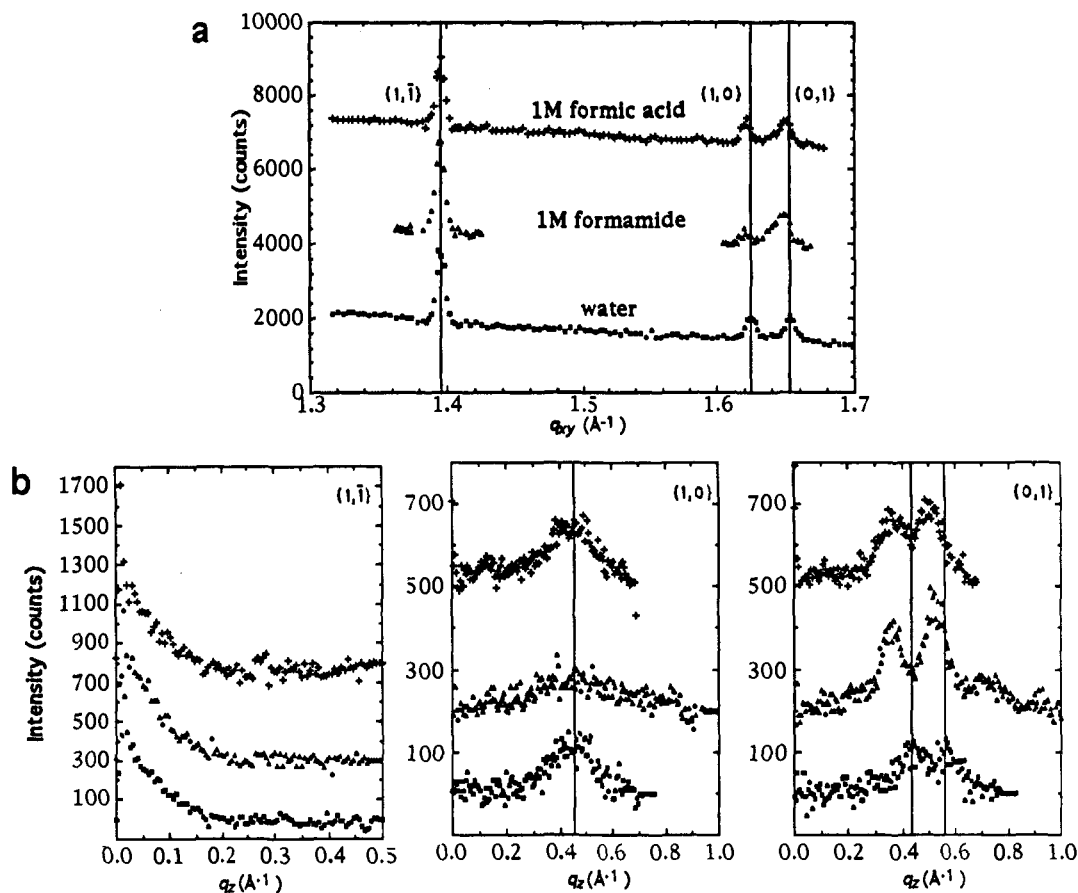 a
10000
8000
6000
4000
2000
0
Intensity (counts)
(1,1̄)
(1,0)
(0,1)
1M formic acid
1M formamide
water
1.3 1.4 1.5 1.6 1.7
qxy (Å-1)
b
1700
1500
1300
1100
900
700
500
300
100
Intensity (counts)
(1,1̄)
0.0 0.1 0.2 0.3 0.4 0.5
qz (Å-1)
700
500
300
100
(1,0)
0.0 0.2 0.4 0.6 0.8 1.0
qz (Å-1)
700
500
300
100
(0,1)
0.0 0.2 0.4 0.6 0.8 1.0
qz (Å-1)